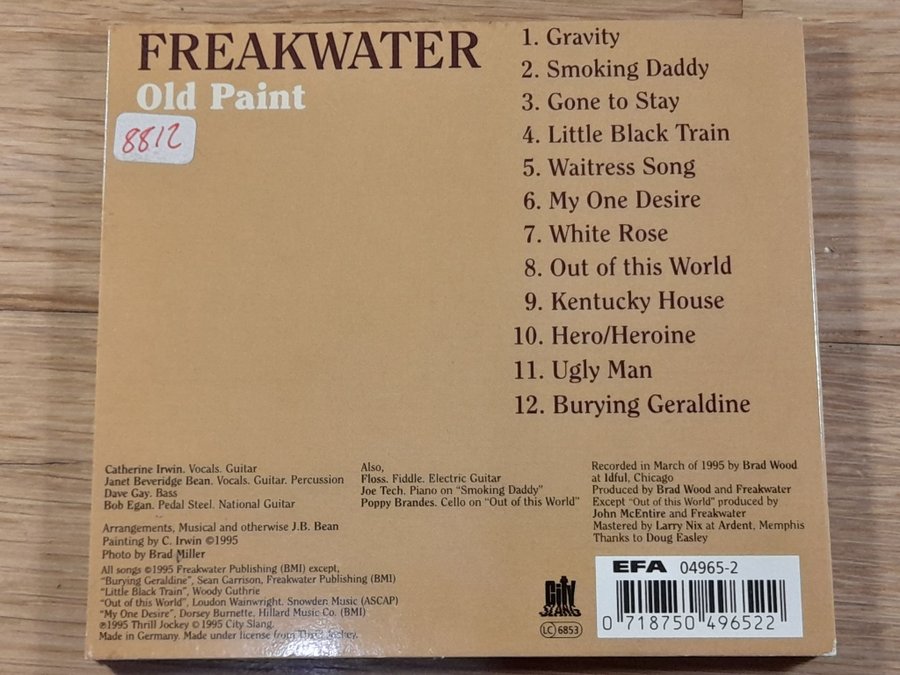 FREAKWATER
Old Paint
8812
1. Gravity
2. Smoking Daddy
3. Gone to Stay
4. Little Black Train
5. Waitress Song
6. My One Desire
7. White Rose
8. Out of this World
9. Kentucky House
10. Hero/Heroine
11. Ugly Man
12. Burying Geraldine
Catherine Irwin. Vocals. Guitar
Janet Beveridge Bean. Vocals. Guitar. Percussion
Dave Gay. Bass
Bob Egan. Pedal Steel. National Guitar
Arrangements, Musical and otherwise J.B. Bean
Painting by C. Irwin ©1995
Photo by Brad Miller
All songs ©1995 Freakwater Publishing (BMI) except,
"Burying Geraldine", Sean Garrison, Freakwater Publishing (BMI)
"Little Black Train", Woody Guthrie
"Out of this World", Loudon Wainwright. Snowden Music (ASCAP)
"My One Desire", Dorsey Burnette. Hillard Music Co. (BMI)
℗1995 Thrill Jockey © 1995 City Slang.
Made in Germany. Made under license from Thrill Jockey.
Also,
Floss. Fiddle. Electric Guitar
Joe Tech. Piano on "Smoking Daddy"
Poppy Brandes. Cello on "Out of this World"
Recorded in March of 1995 by Brad Wood
at Idful, Chicago
Produced by Brad Wood and Freakwater
Except "Out of this World" produced by
John McEntire and Freakwater
Mastered by Larry Nix at Ardent, Memphis
Thanks to Doug Easley
City
SLANG
LC 6853
EFA 04965-2
0 718750 496522